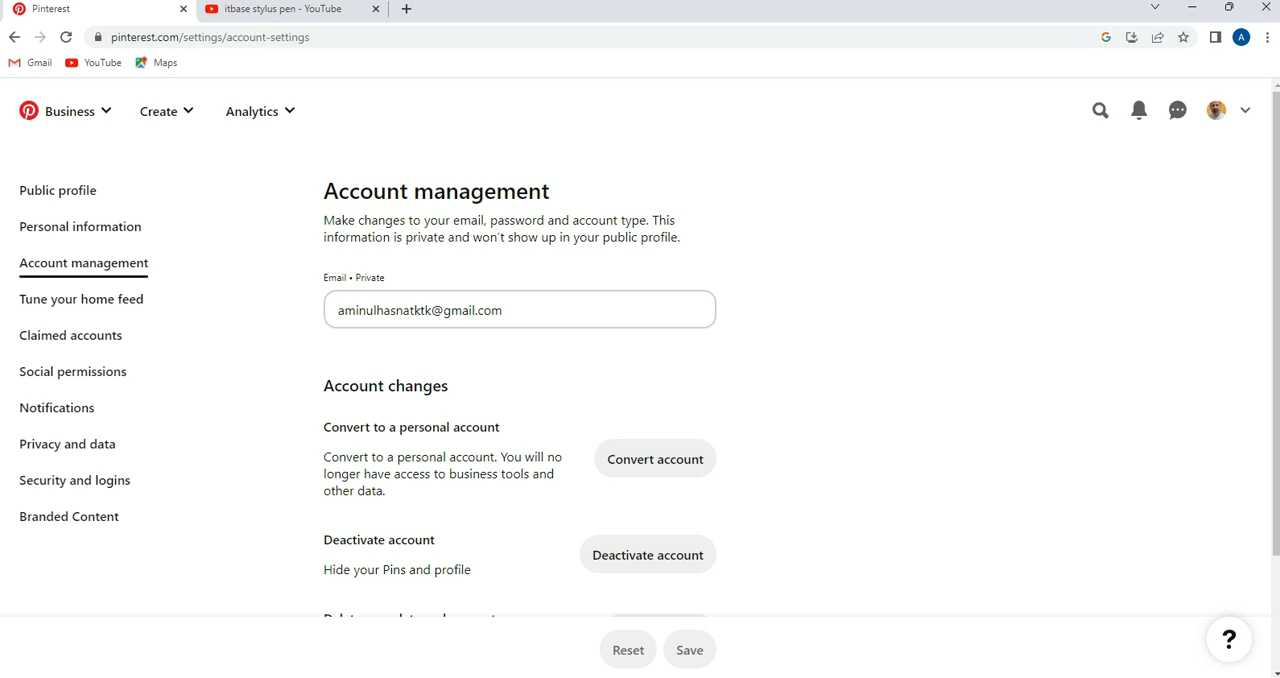 Pinterest
itbase stylus pen - YouTube
pinterest.com/settings/account-settings
G
A
Gmail
YouTube
Maps
Business
Create
Analytics
Public profile
Personal information
Account management
Tune your home feed
Claimed accounts
Social permissions
Notifications
Privacy and data
Security and logins
Branded Content
Account management
Make changes to your email, password and account type. This
information is private and won't show up in your public profile.
Email • Private
aminulhasnatktk@gmail.com
Account changes
Convert to a personal account
Convert to a personal account. You will no
longer have access to business tools and
other data.
Convert account
Deactivate account
Hide your Pins and profile
Deactivate account
Reset
Save
?